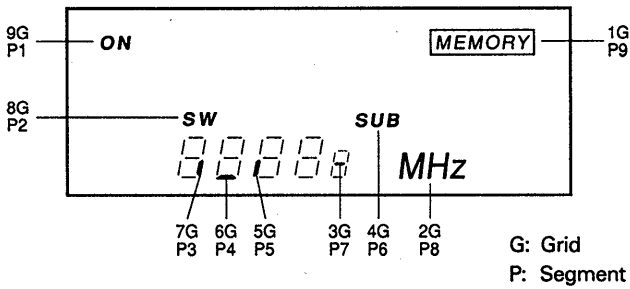 9G
P1
ON
MEMORY
1G
P9
8G
P2
SW
SUB
MHz
7G
P3
6G
P4
5G
P5
3G
P7
4G
P6
2G
P8
G: Grid
P: Segment